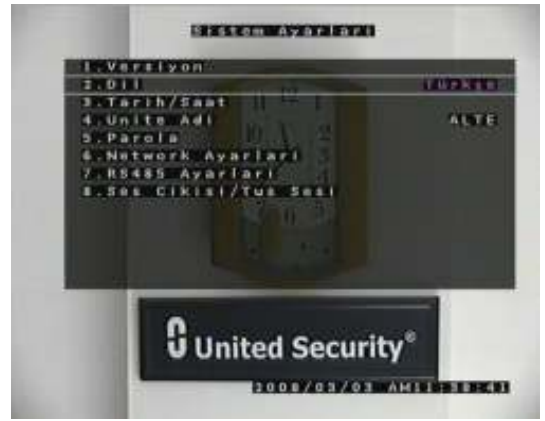 Sistem Ayarlari
1.Versiyon
2.Dil Turkce
3.Tarih/Saat
4.Unite Adi ALTE
5.Parola
6.Network Ayarlari
7.RS485 Ayarlari
8.Ses Cikisi/Tus Sesi
United Security®
2008/03/03 AM11:38:41